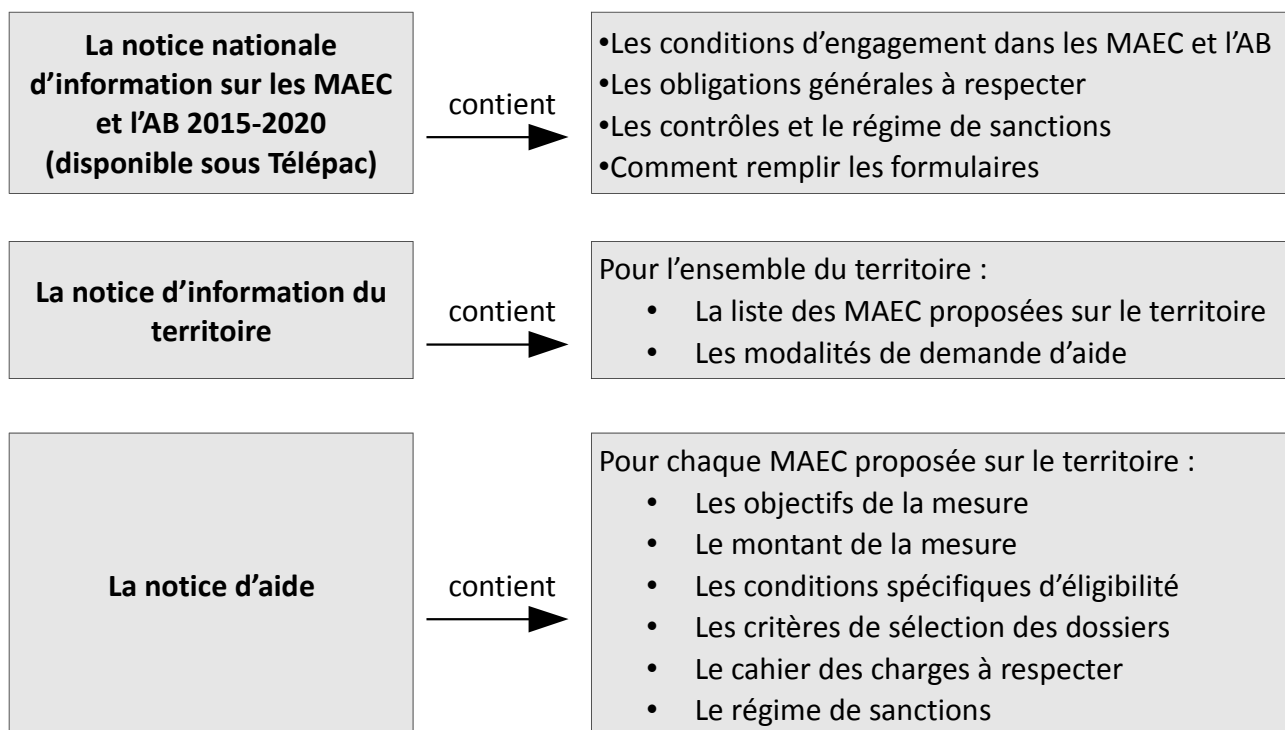 La notice nationale
d’information sur les MAEC
et l’AB 2015-2020
(disponible sous Télépac)
contient
•Les conditions d’engagement dans les MAEC et l’AB
•Les obligations générales à respecter
•Les contrôles et le régime de sanctions
•Comment remplir les formulaires
La notice d’information du
territoire
contient
Pour l’ensemble du territoire :
• La liste des MAEC proposées sur le territoire
• Les modalités de demande d’aide
La notice d’aide
contient
Pour chaque MAEC proposée sur le territoire :
• Les objectifs de la mesure
• Le montant de la mesure
• Les conditions spécifiques d’éligibilité
• Les critères de sélection des dossiers
• Le cahier des charges à respecter
• Le régime de sanctions